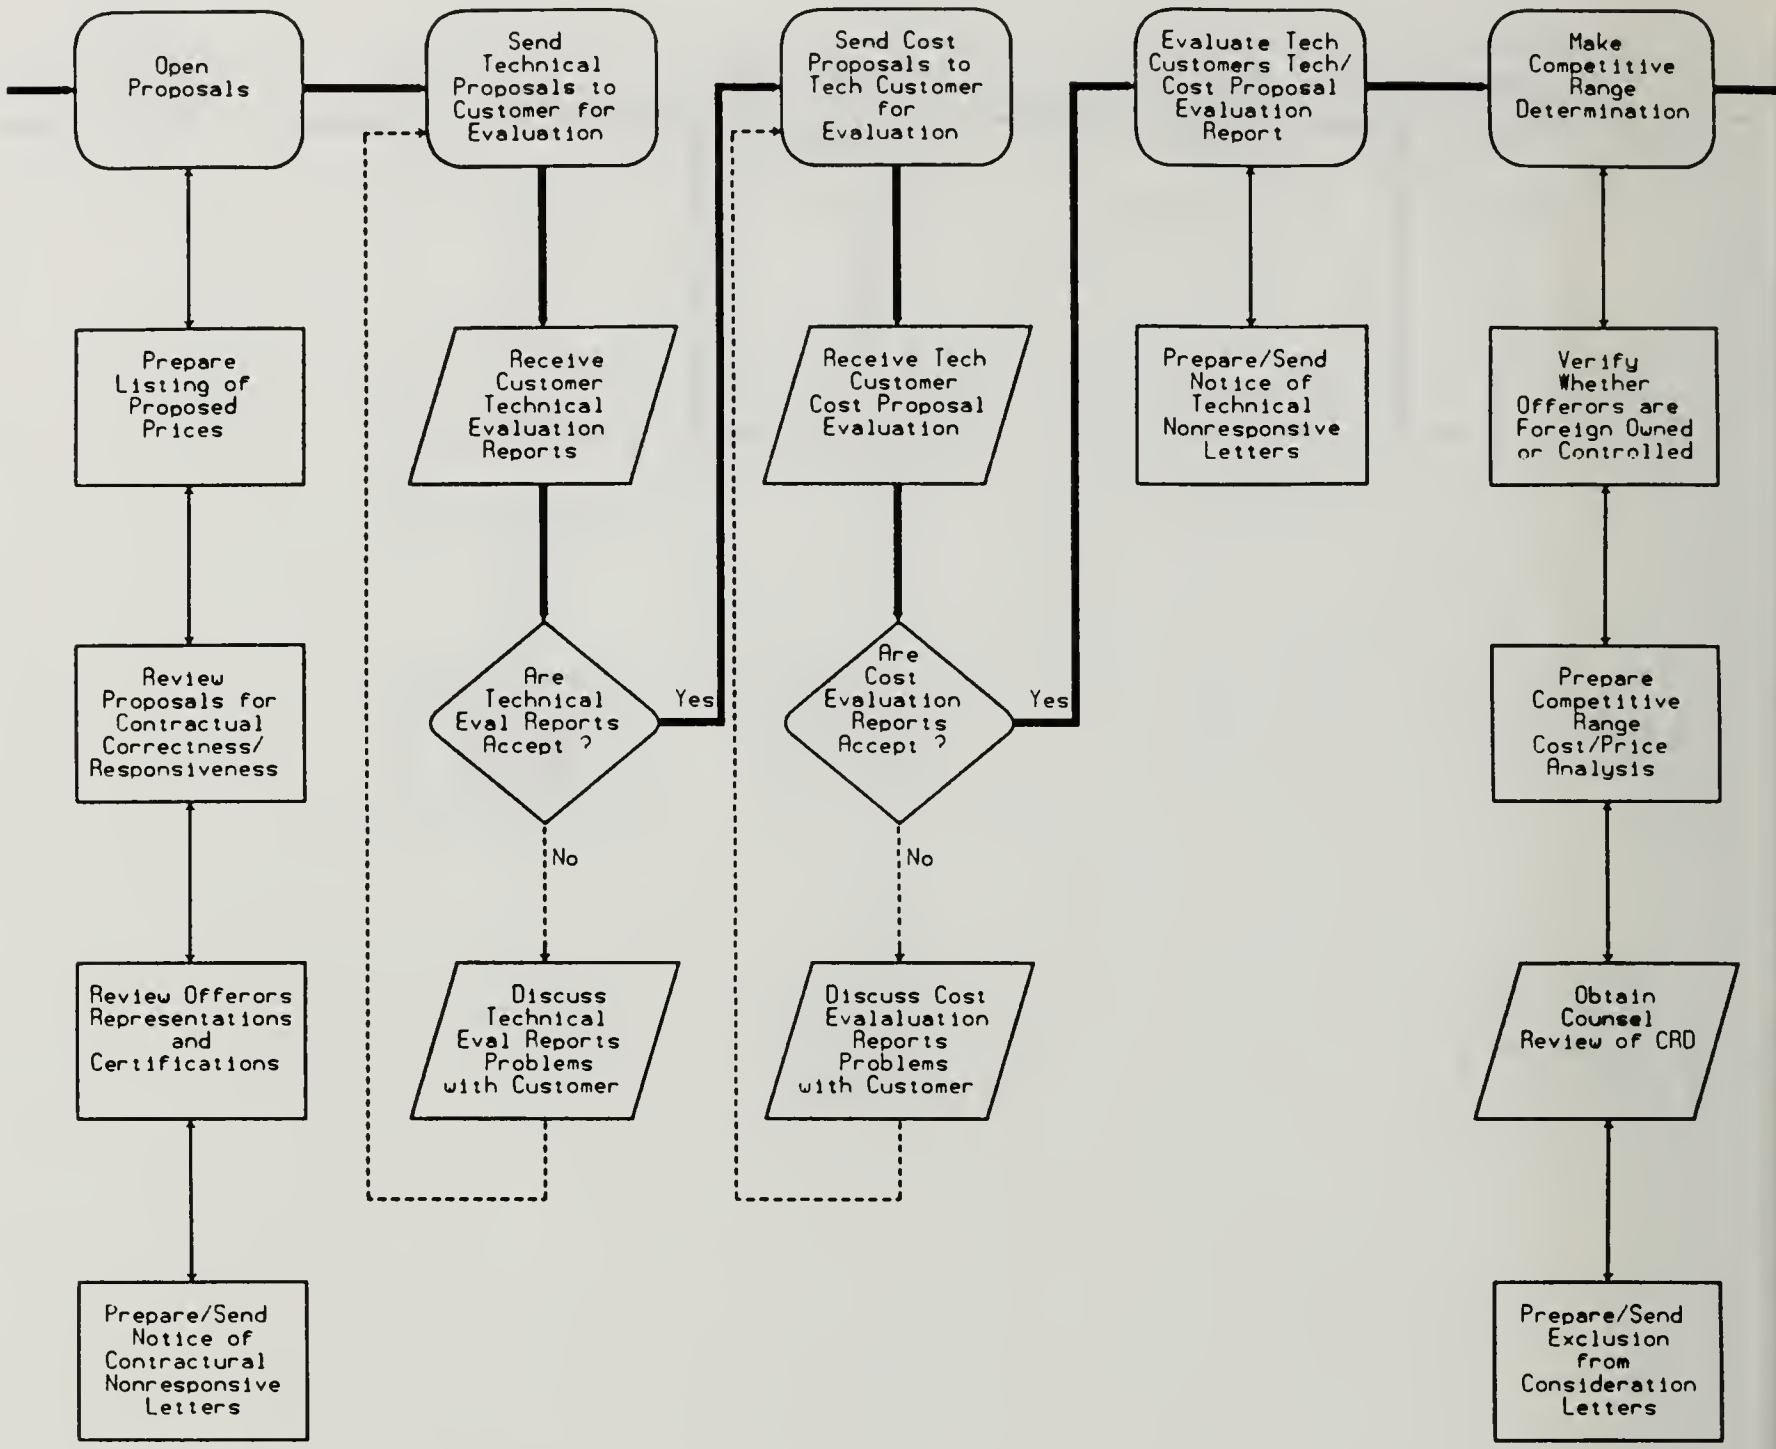 Open
Proposals
Send
Technical
Proposals to
Customer for
Evaluation
Send Cost
Proposals to
Tech Customer
for
Evaluation
Evaluate Tech
Customers Tech/
Cost Proposal
Evaluation
Report
Make
Competitive
Range
Determination
Prepare
Listing of
Proposed
Prices
Receive
Customer
Technical
Evaluation
Reports
Receive Tech
Customer
Cost Proposal
Evaluation
Prepare/Send
Notice of
Technical
Nonresponsive
Letters
Verify
Whether
Offerors are
Foreign Owned
or Controlled
Review
Proposals for
Contractual
Correctness/
Responsiveness
Are
Technical
Eval Reports
Accept ?
Yes
Are
Cost
Evaluation
Reports
Accept ?
Yes
Prepare
Competitive
Range
Cost/Price
Analysis
No
No
Review Offerors
Representations
and
Certifications
Discuss
Technical
Eval Reports
Problems
with Customer
Discuss Cost
Evalaluation
Reports
Problems
with Customer
Obtain
Counsel
Review of CRD
Prepare/Send
Notice of
Contractural
Nonresponsive
Letters
Prepare/Send
Exclusion
from
Consideration
Letters